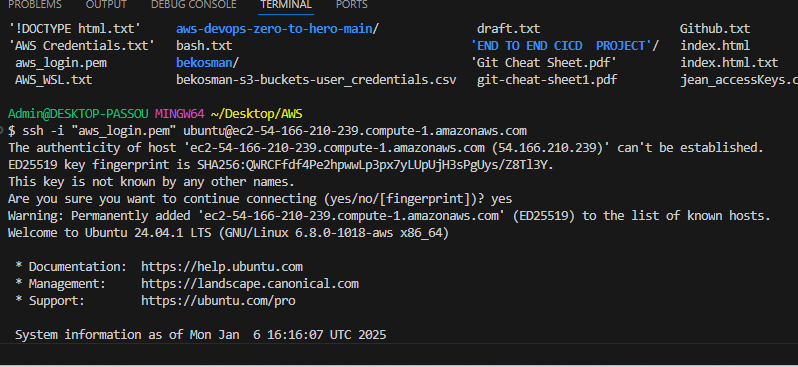 PROBLEMS OUTPUT DEBUG CONSOLE TERMINAL PORTS
'!DOCTYPE html.txt' aws-devops-zero-to-hero-main/ draft.txt Github.txt
'AWS Credentials.txt' bash.txt 'END TO END CICD  PROJECT'/ index.html
aws_login.pem bekosman/ 'Git Cheat Sheet.pdf' index.html.txt
AWS_WSL.txt bekosman-s3-buckets-user_credentials.csv git-cheat-sheet1.pdf jean_accessKeys.c
Admin@DESKTOP-PASSOU MINGW64 ~/Desktop/AWS
$ ssh -i "aws_login.pem" ubuntu@ec2-54-166-210-239.compute-1.amazonaws.com
The authenticity of host 'ec2-54-166-210-239.compute-1.amazonaws.com (54.166.210.239)' can't be established.
ED25519 key fingerprint is SHA256:QWRCFfdf4Pe2hpwwLp3px7yLUpUjH3sPgUys/Z8Tl3Y.
This key is not known by any other names.
Are you sure you want to continue connecting (yes/no/[fingerprint])? yes
Warning: Permanently added 'ec2-54-166-210-239.compute-1.amazonaws.com' (ED25519) to the list of known hosts.
Welcome to Ubuntu 24.04.1 LTS (GNU/Linux 6.8.0-1018-aws x86_64)
* Documentation:  https://help.ubuntu.com
* Management:     https://landscape.canonical.com
* Support:        https://ubuntu.com/pro
System information as of Mon Jan  6 16:16:07 UTC 2025